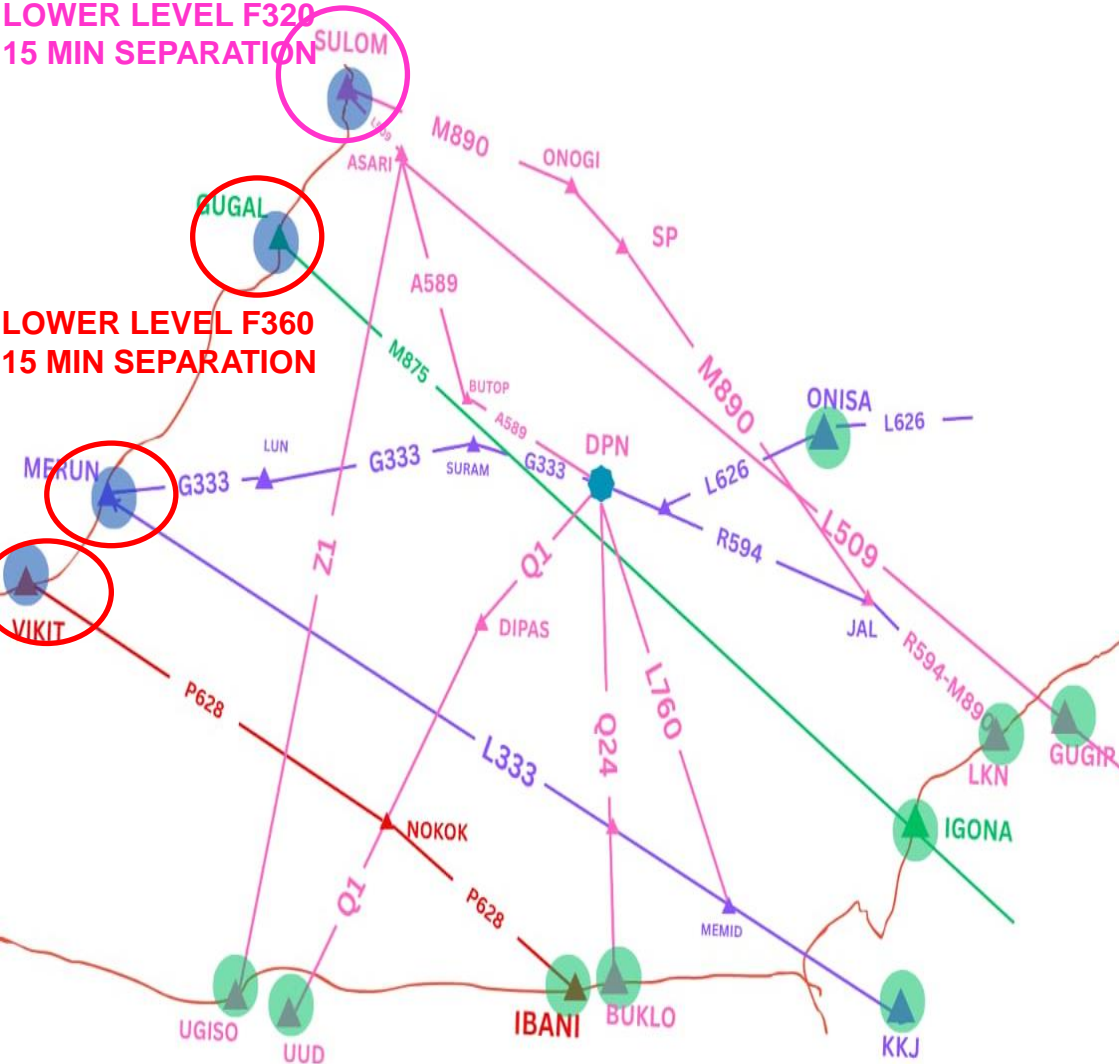 LOWER LEVEL F320
15 MIN SEPARATION
SULOM
L509
M890
ASARI
ONOGI
GUGAL
SP
A589
LOWER LEVEL F360
15 MIN SEPARATION
M875
BUTOP
M890
ONISA
L626
A589
DPN
LUN
MERUN
G333
G333
SURAM
G333
L626
L509
R594
Z1
Q1
VIKIT
DIPAS
JAL
R594-M890
P628
L760
Q24
L333
GUGIP
LKN
NOKOK
IGONA
Q1
P628
MEMID
UGISO
IBANI
BUKLO
UUD
KKJ